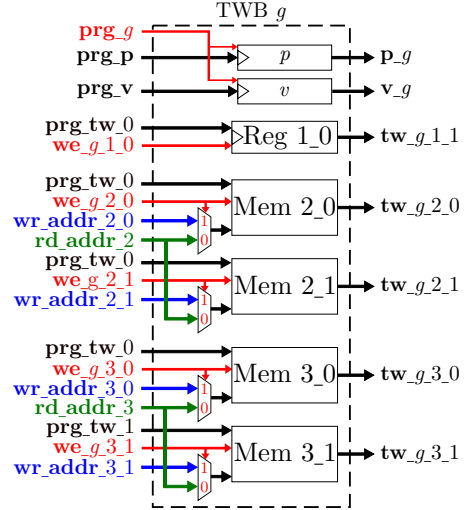 TWB g
prg_g
prg_p
p
p_g
prg_v
v
v_g
prg_tw_0
we_g_1_0
Reg 1_0
tw_g_1_1
prg_tw_0
we_g_2_0
wr_addr_2_0
rd_addr_2
1
0
Mem 2_0
tw_g_2_0
prg_tw_0
we_g_2_1
wr_addr_2_1
1
0
Mem 2_1
tw_g_2_1
prg_tw_0
we_g_3_0
wr_addr_3_0
rd_addr_3
1
0
Mem 3_0
tw_g_3_0
prg_tw_1
we_g_3_1
wr_addr_3_1
1
0
Mem 3_1
tw_g_3_1